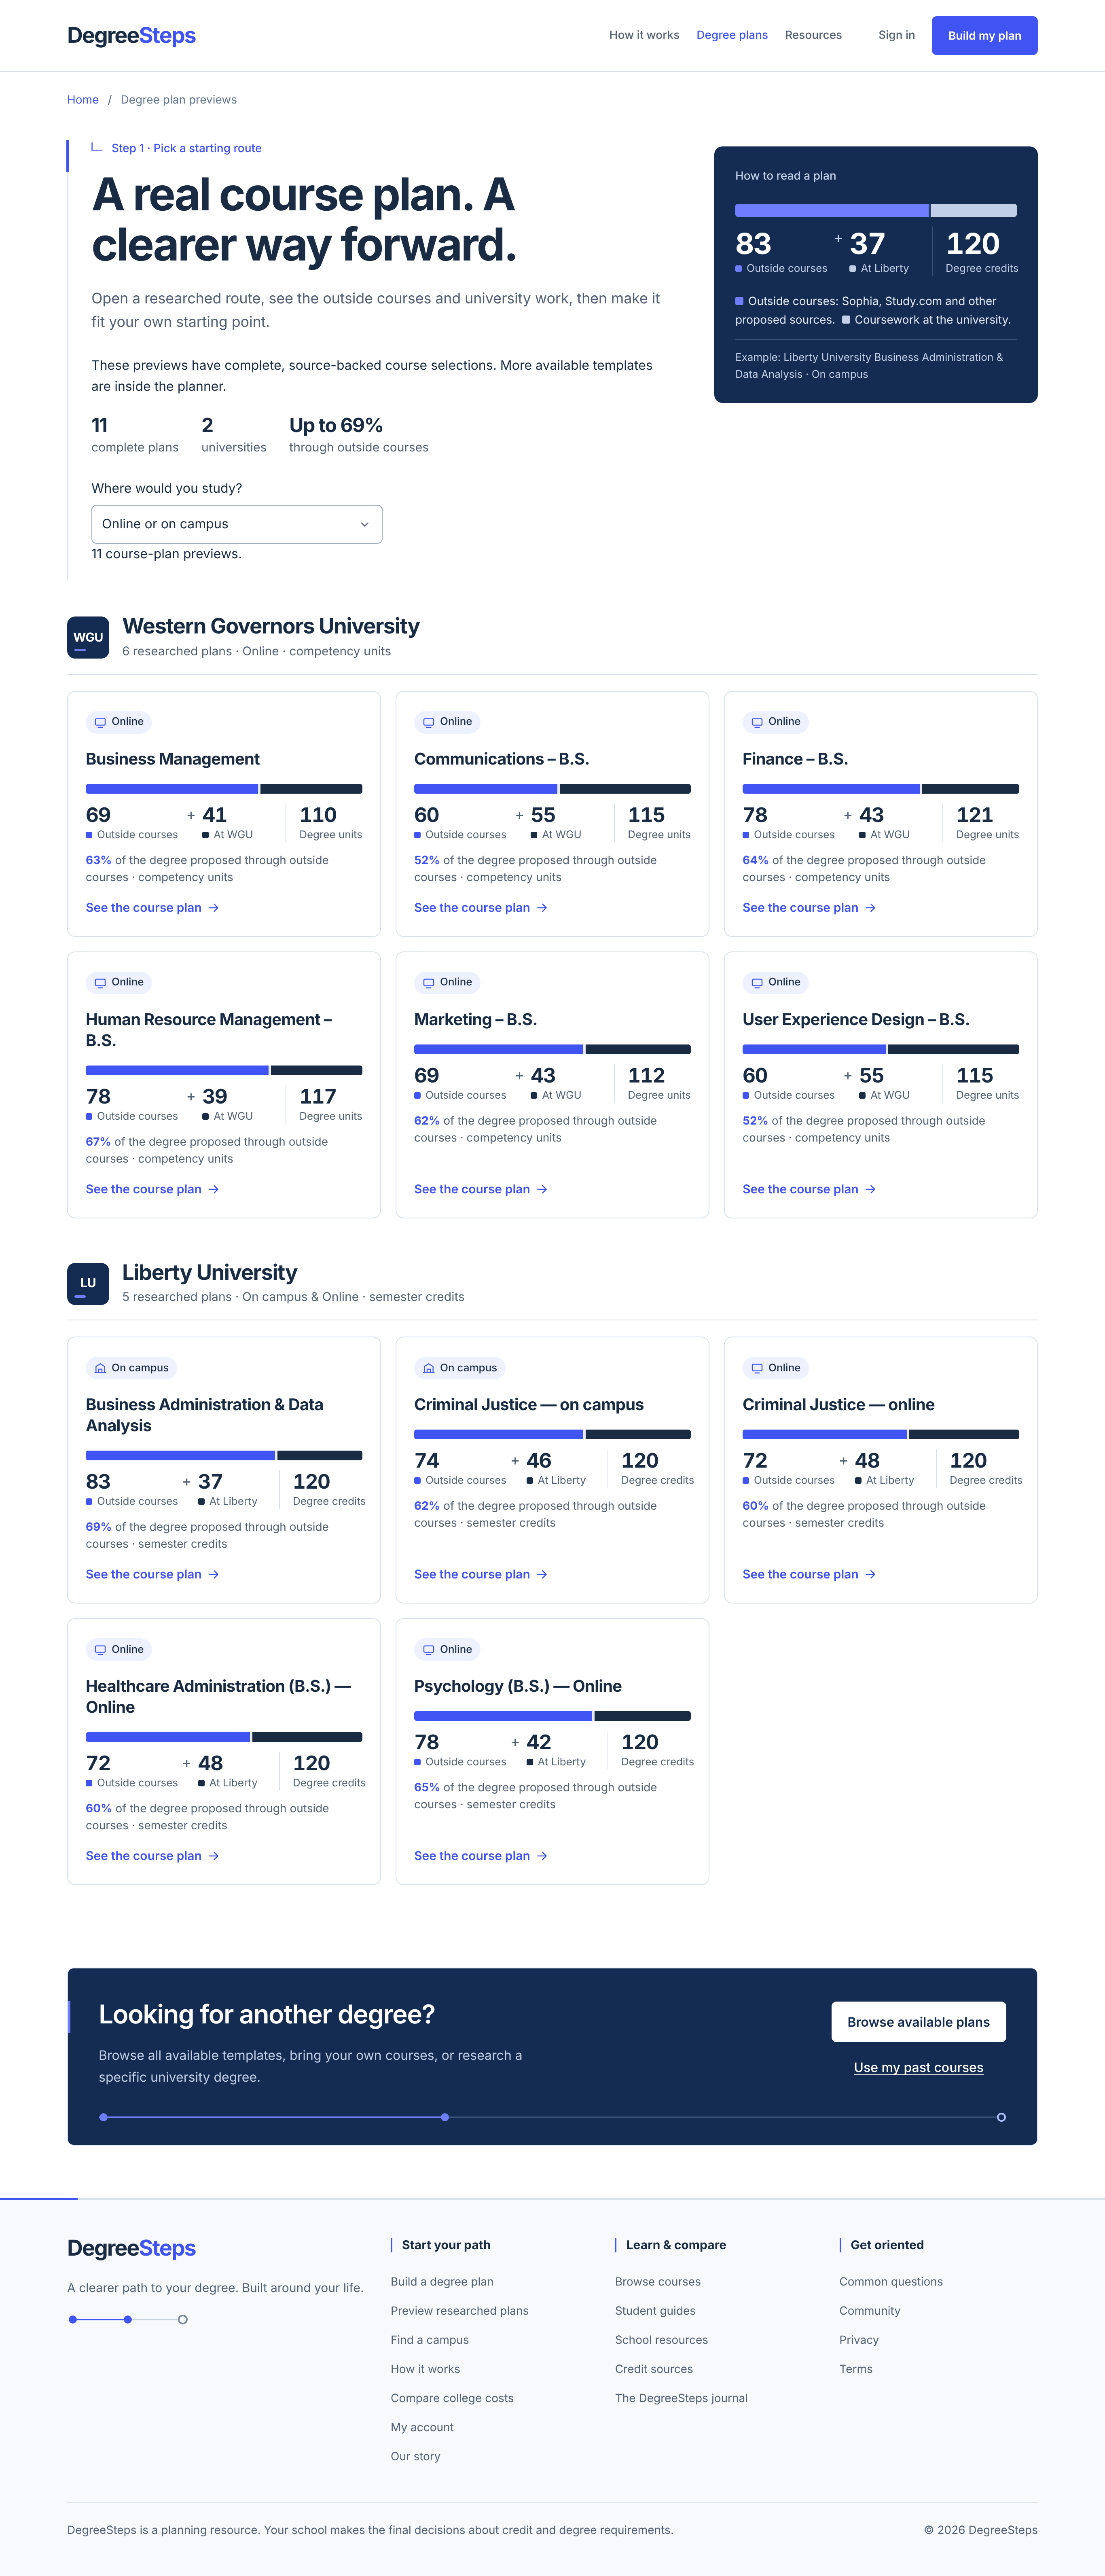 DegreeSteps
How it works
Degree plans
Resources
Sign in
Build my plan
Home / Degree plan previews
Step 1 · Pick a starting route
A real course plan. A
clearer way forward.
Open a researched route, see the outside courses and university work, then make it
fit your own starting point.
These previews have complete, source-backed course selections. More available templates
are inside the planner.
11
complete plans
2
universities
Up to 69%
through outside courses
Where would you study?
Online or on campus
11 course-plan previews.
How to read a plan
83 + 37 120
Outside courses At Liberty Degree credits
Outside courses: Sophia, Study.com and other
proposed sources. Coursework at the university.
Example: Liberty University Business Administration &
Data Analysis · On campus
WGU
Western Governors University
6 researched plans · Online · competency units
Online
Business Management
69 + 41 110
Outside courses At WGU Degree units
63% of the degree proposed through outside
courses · competency units
See the course plan →
Online
Communications – B.S.
60 + 55 115
Outside courses At WGU Degree units
52% of the degree proposed through outside
courses · competency units
See the course plan →
Online
Finance – B.S.
78 + 43 121
Outside courses At WGU Degree units
64% of the degree proposed through outside
courses · competency units
See the course plan →
Online
Human Resource Management –
B.S.
78 + 39 117
Outside courses At WGU Degree units
67% of the degree proposed through outside
courses · competency units
See the course plan →
Online
Marketing – B.S.
69 + 43 112
Outside courses At WGU Degree units
62% of the degree proposed through outside
courses · competency units
See the course plan →
Online
User Experience Design – B.S.
60 + 55 115
Outside courses At WGU Degree units
52% of the degree proposed through outside
courses · competency units
See the course plan →
LU
Liberty University
5 researched plans · On campus & Online · semester credits
On campus
Business Administration & Data
Analysis
83 + 37 120
Outside courses At Liberty Degree credits
69% of the degree proposed through outside
courses · semester credits
See the course plan →
On campus
Criminal Justice — on campus
74 + 46 120
Outside courses At Liberty Degree credits
62% of the degree proposed through outside
courses · semester credits
See the course plan →
Online
Criminal Justice — online
72 + 48 120
Outside courses At Liberty Degree credits
60% of the degree proposed through outside
courses · semester credits
See the course plan →
Online
Healthcare Administration (B.S.) —
Online
72 + 48 120
Outside courses At Liberty Degree credits
60% of the degree proposed through outside
courses · semester credits
See the course plan →
Online
Psychology (B.S.) — Online
78 + 42 120
Outside courses At Liberty Degree credits
65% of the degree proposed through outside
courses · semester credits
See the course plan →
Looking for another degree?
Browse all available templates, bring your own courses, or research a
specific university degree.
Browse available plans
Use my past courses
DegreeSteps
A clearer path to your degree. Built around your life.
Start your path
Build a degree plan
Preview researched plans
Find a campus
How it works
Compare college costs
My account
Our story
Learn & compare
Browse courses
Student guides
School resources
Credit sources
The DegreeSteps journal
Get oriented
Common questions
Community
Privacy
Terms
DegreeSteps is a planning resource. Your school makes the final decisions about credit and degree requirements.
© 2026 DegreeSteps